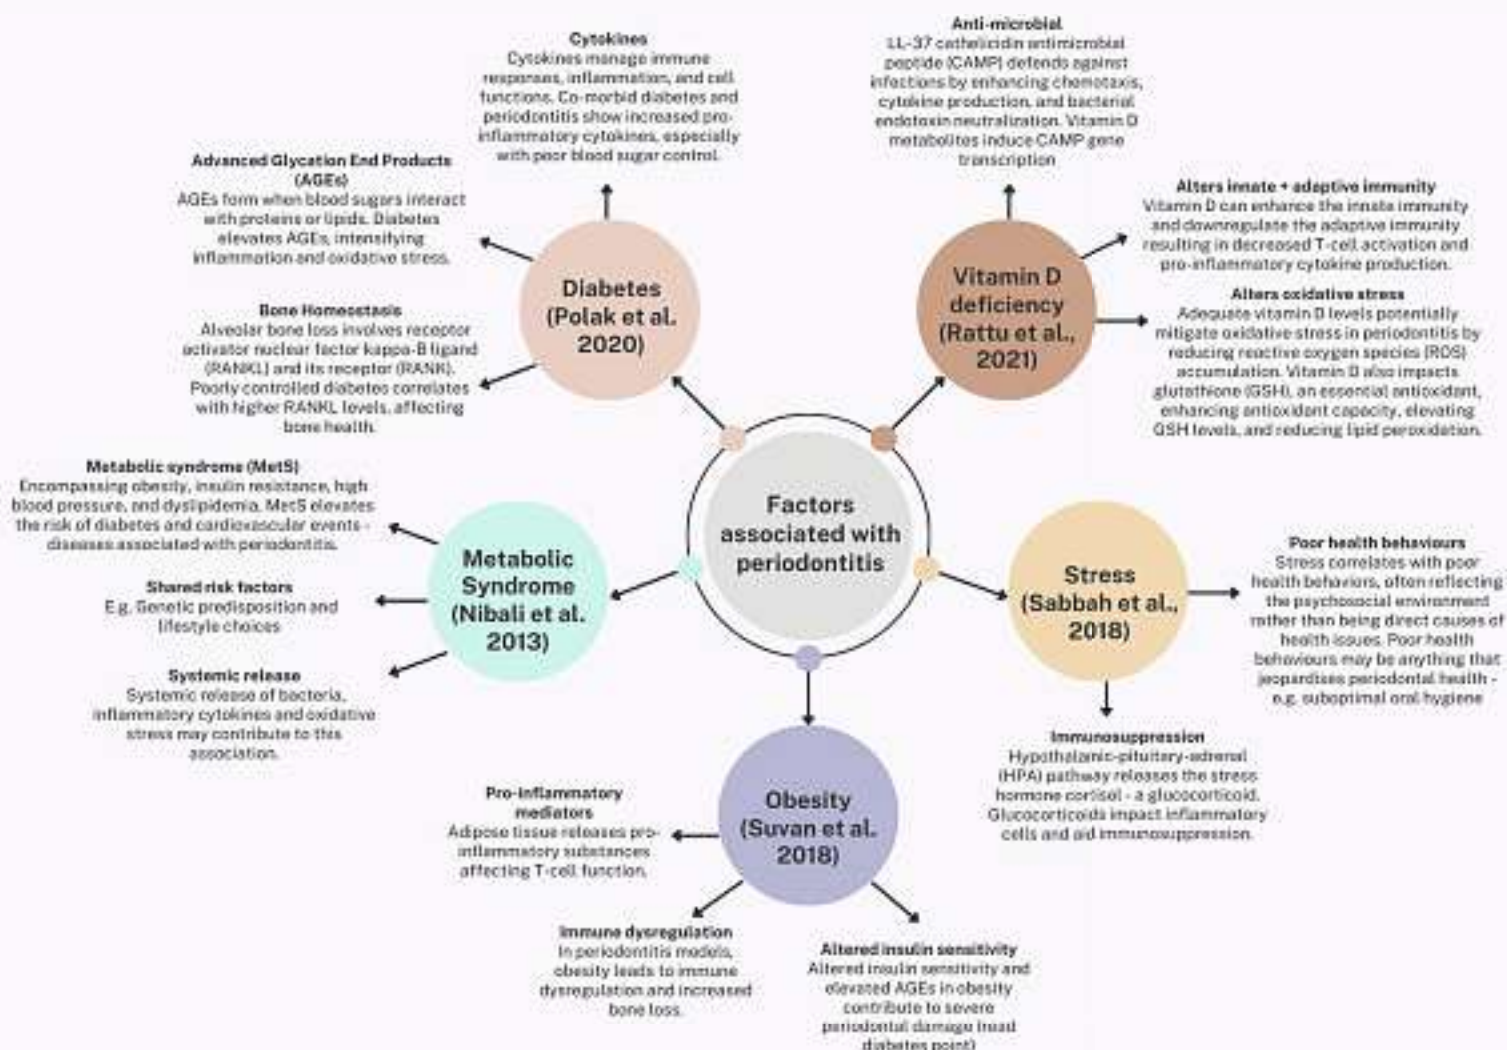 Cytokines
Cytokines manage immune
responses, inflammation, and cell
functions. Co-morbid diabetes and
periodontitis show increased pro-
inflammatory cytokines, especially
with poor blood sugar control.
Advanced Glycation End Products
(AGEs)
AGEs form when blood sugars interact
with proteins or lipids. Diabetes
elevates AGEs, intensifying
inflammation and oxidative stress.
Bone Homeostasis
Alveolar bone loss involves receptor
activator nuclear factor kappa-B ligand
(RANKL) and its receptor (RANK).
Poorly controlled diabetes correlates
with higher RANKL levels, affecting
bone health.
Diabetes
(Polak et al.
2020)
Anti-microbial
LL-37 cathelicidin antimicrobial
peptide (CAMP) defends against
infections by enhancing chemotaxis,
cytokine production, and bacterial
endotoxin neutralization. Vitamin D
metabolites induce CAMP gene
transcription
Alters innate + adaptive immunity
Vitamin D can enhance the innate immunity
and downregulate the adaptive immunity
resulting in decreased T-cell activation and
pro-inflammatory cytokine production.
Alters oxidative stress
Adequate vitamin D levels potentially
mitigate oxidative stress in periodontitis by
reducing reactive oxygen species (ROS)
accumulation. Vitamin D also impacts
glutathione (GSH), an essential antioxidant,
enhancing antioxidant capacity, elevating
GSH levels, and reducing lipid peroxidation.
Vitamin D
deficiency
(Rattu et al.,
2021)
Factors
associated with
periodontitis
Metabolic syndrome (MetS)
Encompassing obesity, insulin resistance, high
blood pressure, and dyslipidemia, MetS elevates
the risk of diabetes and cardiovascular events -
diseases associated with periodontitis.
Shared risk factors
E.g. Genetic predisposition and
lifestyle choices
Systemic release
Systemic release of bacteria,
inflammatory cytokines and oxidative
stress may contribute to this
association.
Metabolic
Syndrome
(Nibali et al.
2013)
Stress
(Sabbah et al.,
2018)
Poor health behaviours
Stress correlates with poor
health behaviors, often reflecting
the psychosocial environment
rather than being direct causes of
health issues. Poor health
behaviours may be anything that
jeopardises periodontal health -
e.g. suboptimal oral hygiene
Immunosuppression
Hypothalamic-pituitary-adrenal
(HPA) pathway releases the stress
hormone cortisol - a glucocorticoid.
Glucocorticoids impact inflammatory
cells and aid immunosuppression.
Obesity
(Suvan et al.
2018)
Pro-inflammatory
mediators
Adipose tissue releases pro-
inflammatory substances
affecting T-cell function.
Immune dysregulation
In periodontitis models,
obesity leads to immune
dysregulation and increased
bone loss.
Altered insulin sensitivity
Altered insulin sensitivity and
elevated AGEs in obesity
contribute to severe
periodontal damage (read
diabetes point)